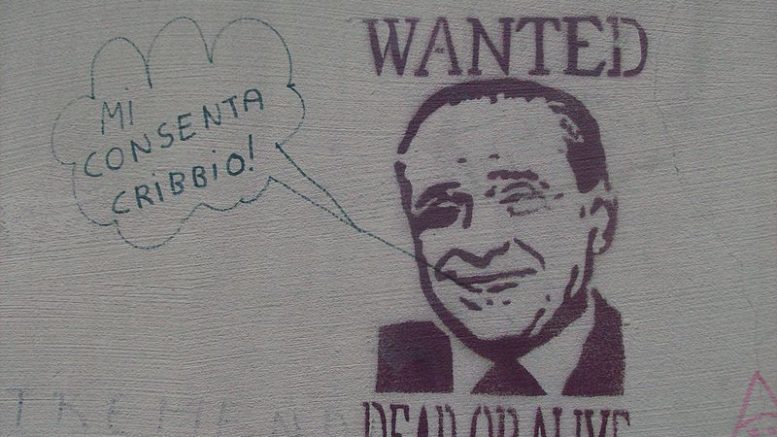 WANTED
MI
CONSENTA
CRIBBIO!
DEAD OR ALIVE